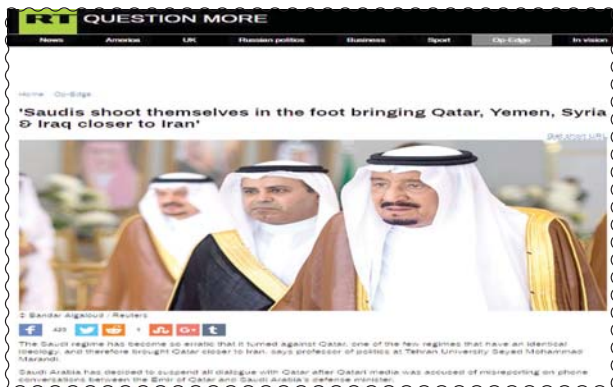 RT QUESTION MORE
News America UK Russian politics Business Sport Op-Edge In vision
Home Op-Edge
'Saudis shoot themselves in the foot bringing Qatar, Yemen, Syria
& Iraq closer to Iran'
Get short URL
© Bandar Algaloud / Reuters
f 423 G+ t
The Saudi regime has become so erratic that it turned against Qatar, one of the few regimes that have an identical
ideology, and therefore brought Qatar closer to Iran, says professor of politics at Tehran University Seyed Mohammad
Marandi.
Saudi Arabia has decided to suspend all dialogue with Qatar after Qatari media was accused of misreporting on phone
conversations between the Emir of Qatar and Saudi Arabia's defense minister.